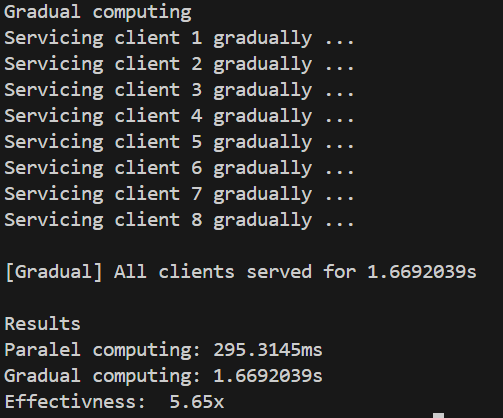 Gradual computing
Servicing client 1 gradually ...
Servicing client 2 gradually ...
Servicing client 3 gradually ...
Servicing client 4 gradually ...
Servicing client 5 gradually ...
Servicing client 6 gradually ...
Servicing client 7 gradually ...
Servicing client 8 gradually ...

[Gradual] All clients served for 1.6692039s

Results
Paralel computing: 295.3145ms
Gradual computing: 1.6692039s
Effectivness:  5.65x